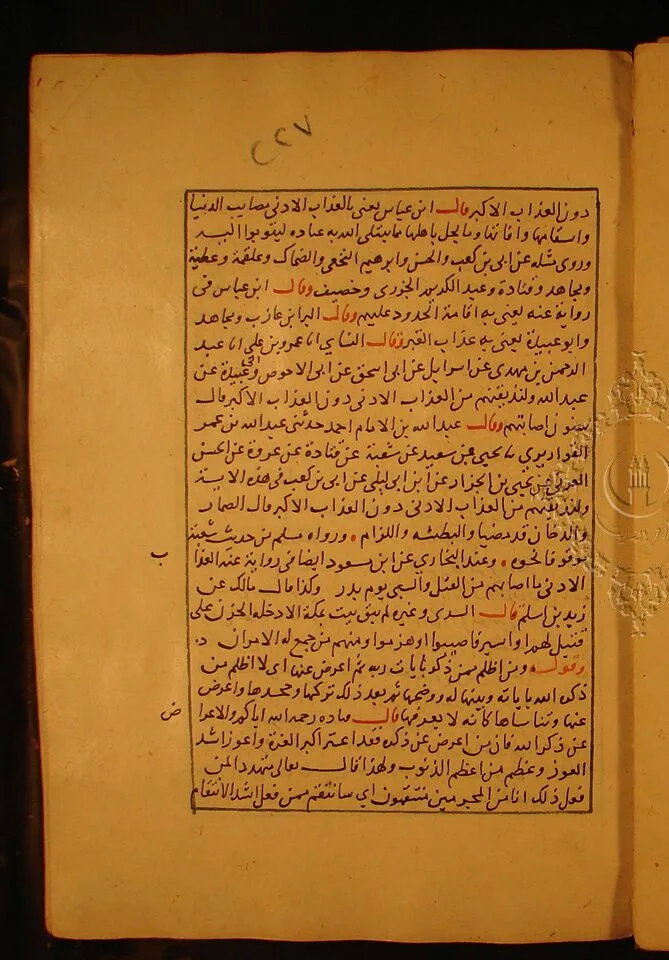 ٢٢٧
دون العذاب الاكبر قال ابن عباس يعني بالعذاب الادنى مصايب الدنيا
واسقامها وافاتها وما يحل باهلها مما يبتلي الله به عباده ليتوبوا اليه
وروى مثله عن ابي بن كعب والحسن وابرهيم النخعي والضحاك وعلقمة وعطية
ومجاهد وقتادة وعبد الكريم الجزري وخصيف وقال ابن عباس في
رواية عنه يعني به اقامة الحدود عليهم وقال البرا بن عازب ومجاهد
وابو عبيدة يعني به عذاب القبر وقال النساي انا عمرو بن علي انا عبد
الرحمن بن مهدي عن اسرايل عن ابي اسحق عن ابي الاحوص وابي عبيدة عن
عبد الله ولنذيقنهم من العذاب الادنى دون العذاب الاكبر قال
سنون اصابتهم وقال عبد الله بن الامام احمد حدثني عبد الله بن عمر
القواريري ثنا يحيى عن سعيد عن شعبة عن قتادة عن عروة عن الحسن
العرني عن يحيى بن الجزار عن ابن ابي ليلى عن ابي بن كعب في هذه الاية
ولنذيقنهم من العذاب الادنى دون العذاب الاكبر قال
والدخان قد مضيا والبطشه واللزام . ورواه مسلم من حديث شعبة
موقوفا نحوه . وعند البخاري عن ابن مسعود ايضا في رواية عنه العذاب
الادنى ما اصابهم من القتل والسبي يوم بدر وكذا قال مالك عن
زيد بن اسلم قال السدي وغيره لم يبق بيت بمكة الا دخله الحزن على
قتيل لهم او اسير فاصيبوا او هزموا ومنهم من جمع له الامران
وقوله ومن اظلم ممن ذكر بايات ربه ثم اعرض عنها اي لا اظلم من
ذكره الله باياته وبينها له ووضحها ثم بعد ذلك تركها وجحدها واعرض
عنها وتناساها كانه لا يعرفها قال قتاده رحمه الله اياكم والاعراض
عن ذكر الله فان من اعرض عن ذكره فقد اغتر اكبر الغرة واعوز اشد
العوز وعظم من اعظم الذنوب ولهذا قال تعالى يتهدد المن
فعل ذلك انا من المجرمين منتقمون اي سانتقم ممن فعل اشد الانتقام
ب
ض